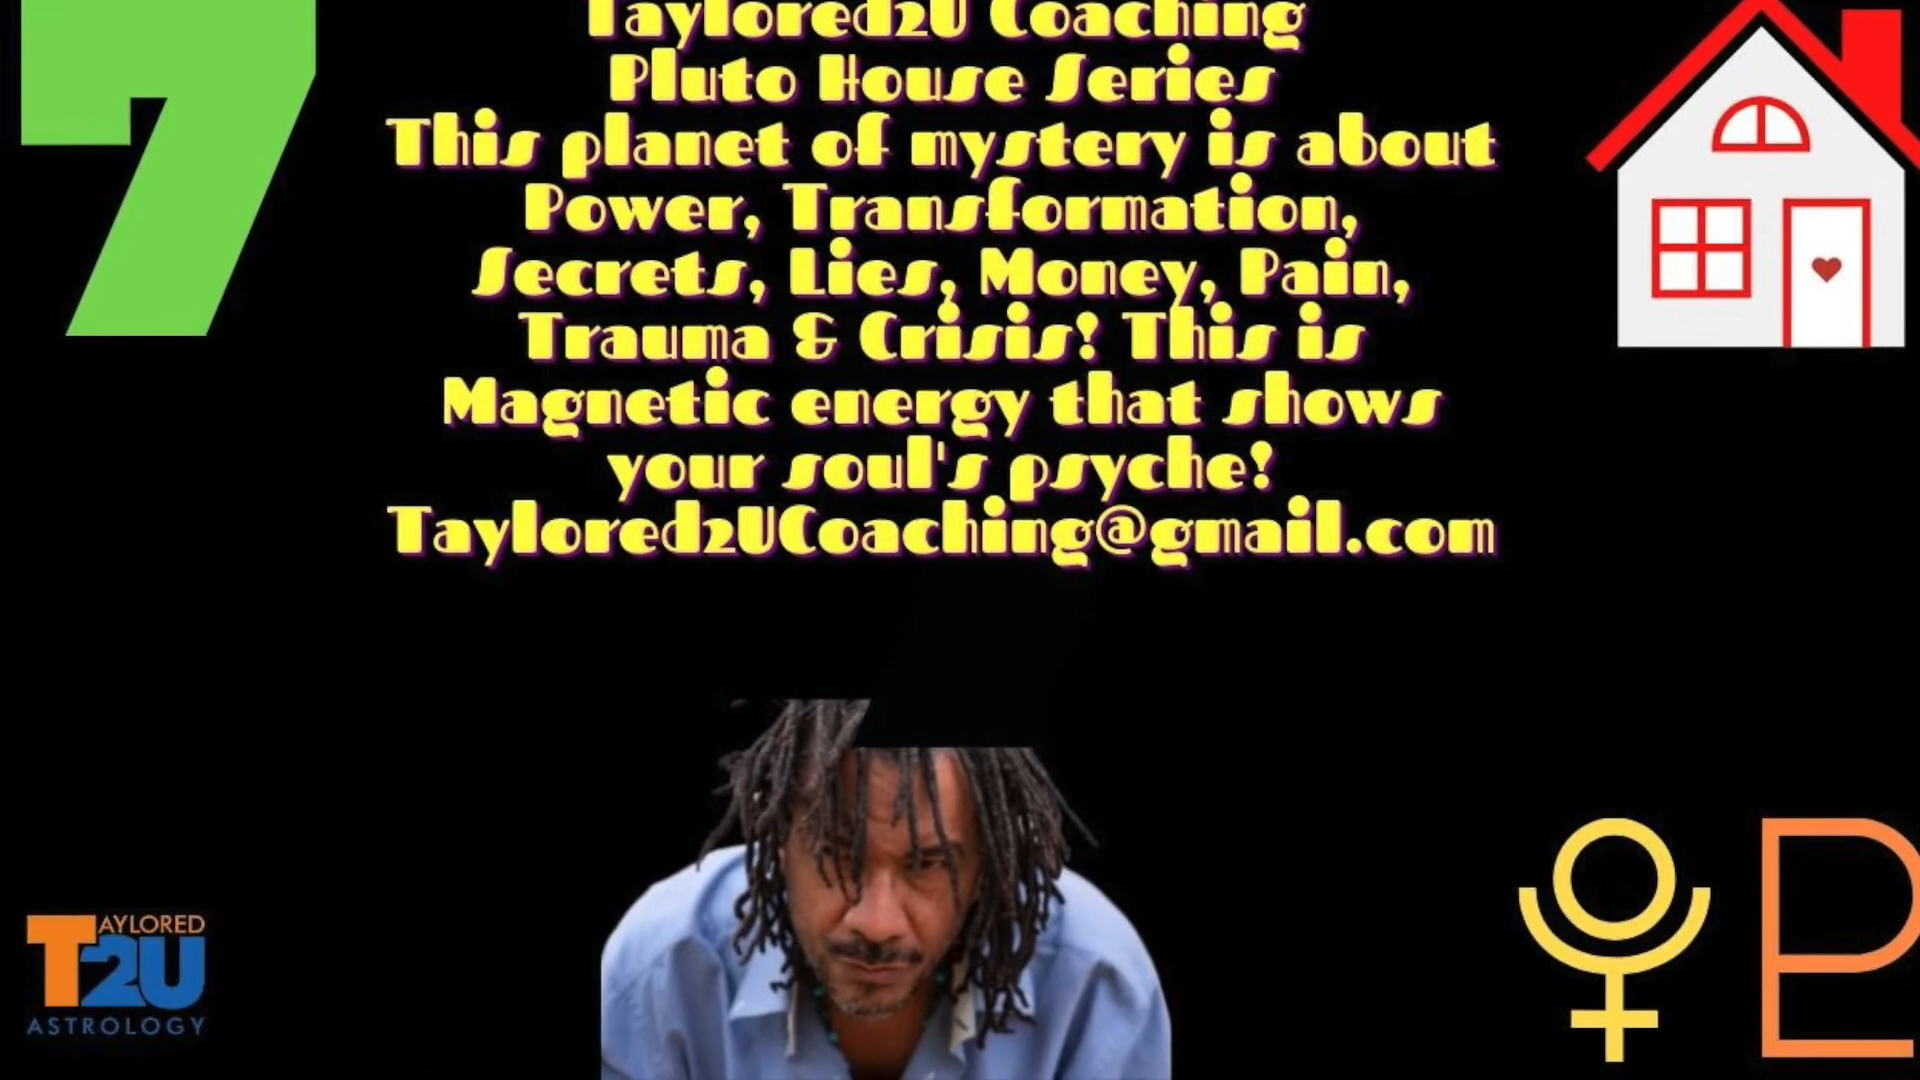 7
Taylored2U Coaching
Pluto House Series
This planet of mystery is about
Power, Transformation,
Secrets, Lies, Money, Pain,
Trauma & Crisis! This is
Magnetic energy that shows
your soul's psyche!
Taylored2UCoaching@gmail.com
TAYLORED
T2U
ASTROLOGY